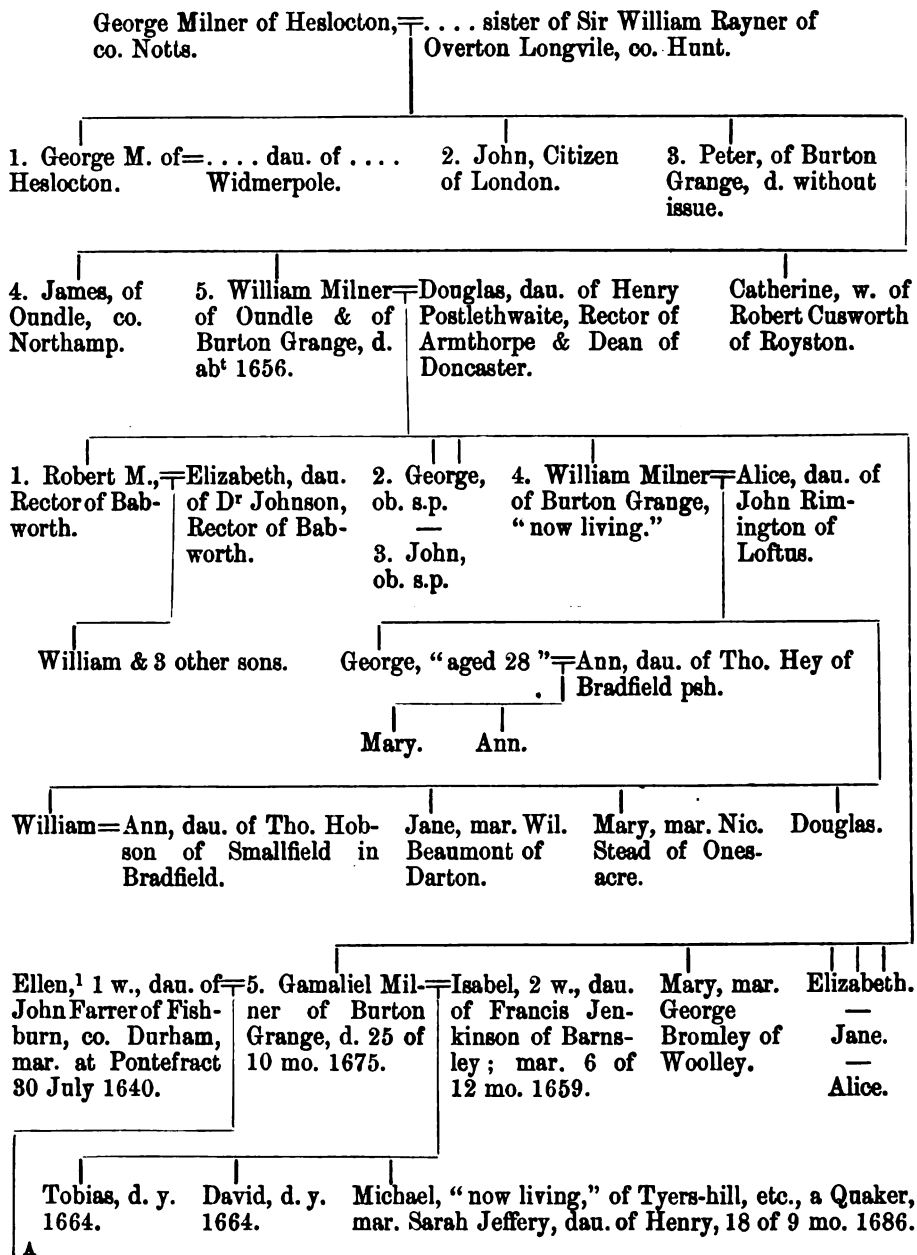 George Milner of Heslocton,
co. Notts.
. . . . sister of Sir William Rayner of
Overton Longvile, co. Hunt.
1. George M. of
Heslocton.
. . . . dau. of . . . .
Widmerpole.
2. John, Citizen
of London.
3. Peter, of Burton
Grange, d. without
issue.
4. James, of
Oundle, co.
Northamp.
5. William Milner
of Oundle & of
Burton Grange, d.
abᵗ 1656.
Douglas, dau. of Henry
Postlethwaite, Rector of
Armthorpe & Dean of
Doncaster.
Catherine, w. of
Robert Cusworth
of Royston.
1. Robert M.,
Rector of Bab-
worth.
Elizabeth, dau.
of Dʳ Johnson,
Rector of Bab-
worth.
2. George,
ob. s.p.
—
3. John,
ob. s.p.
4. William Milner
of Burton Grange,
"now living."
Alice, dau. of
John Rim-
ington of
Loftus.
William & 3 other sons.
George, "aged 28"
Ann, dau. of Tho. Hey of
Bradfield psh.
Mary.
Ann.
William
Ann, dau. of Tho. Hob-
son of Smallfield in
Bradfield.
Jane, mar. Wil.
Beaumont of
Darton.
Mary, mar. Nic.
Stead of Ones-
acre.
Douglas.
Ellen,¹ 1 w., dau. of
John Farrer of Fish-
burn, co. Durham,
mar. at Pontefract
30 July 1640.
5. Gamaliel Mil-
ner of Burton
Grange, d. 25 of
10 mo. 1675.
Isabel, 2 w., dau.
of Francis Jen-
kinson of Barns-
ley; mar. 6 of
12 mo. 1659.
Mary, mar.
George
Bromley of
Woolley.
Elizabeth.
—
Jane.
—
Alice.
Tobias, d. y.
1664.
David, d. y.
1664.
Michael, "now living," of Tyers-hill, etc., a Quaker,
mar. Sarah Jeffery, dau. of Henry, 18 of 9 mo. 1686.
A